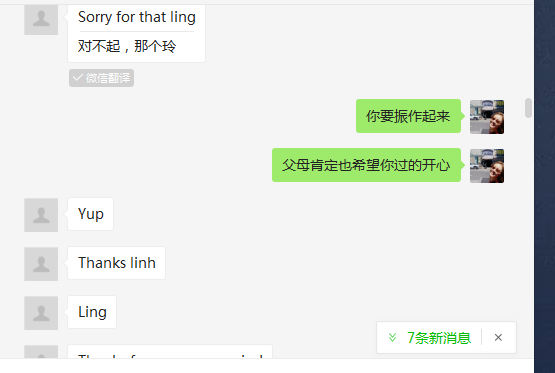 Sorry for that ling
对不起，那个玲
微信翻译
你要振作起来
父母肯定也希望你过的开心
Yup
Thanks linh
Ling
7条新消息